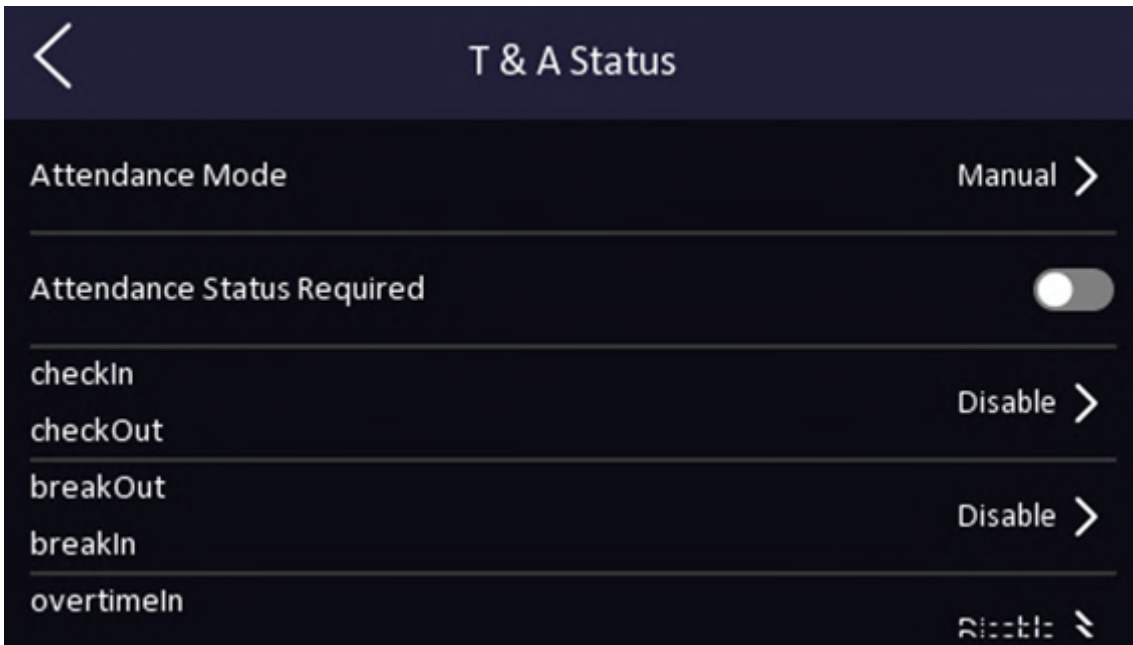 T & A Status
Attendance Mode Manual
Attendance Status Required
checkIn
checkOut
Disable
breakOut
breakIn
Disable
overtimeIn